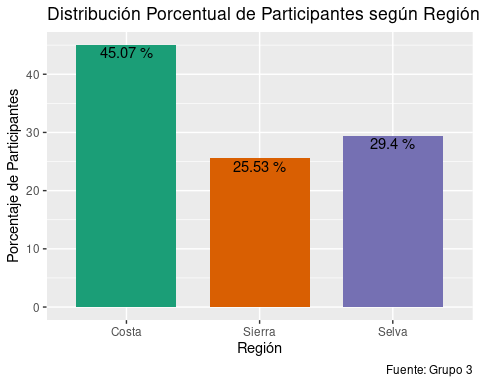 Distribución Porcentual de Participantes según Región
Porcentaje de Participantes
40
30
20
10
0
45.07 %
25.53 %
29.4 %
Costa
Sierra
Selva
Región
Fuente: Grupo 3